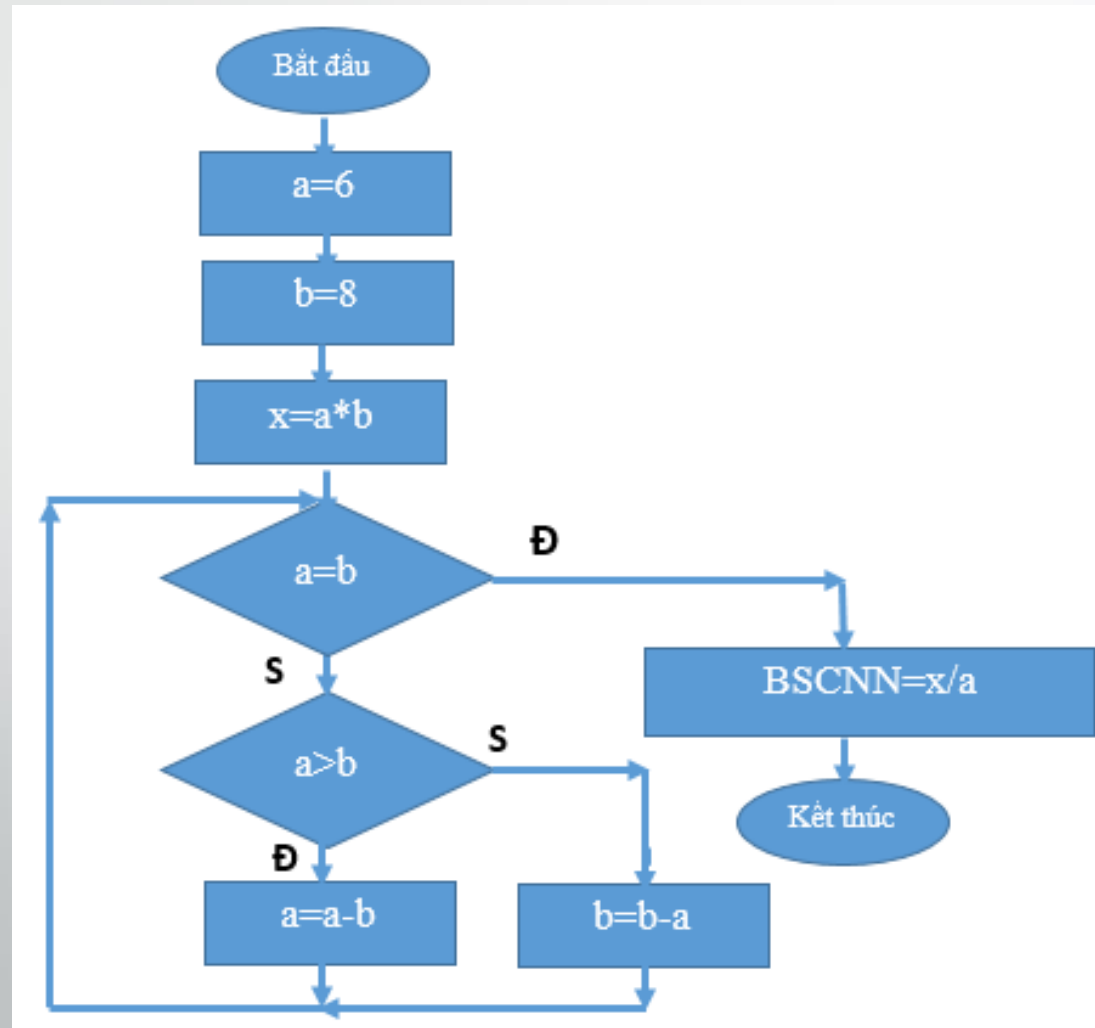 Bắt đầu
a=6
b=8
x=a*b
a=b
Đ
S
BSCNN=x/a
a>b
S
Kết thúc
Đ
a=a-b
b=b-a